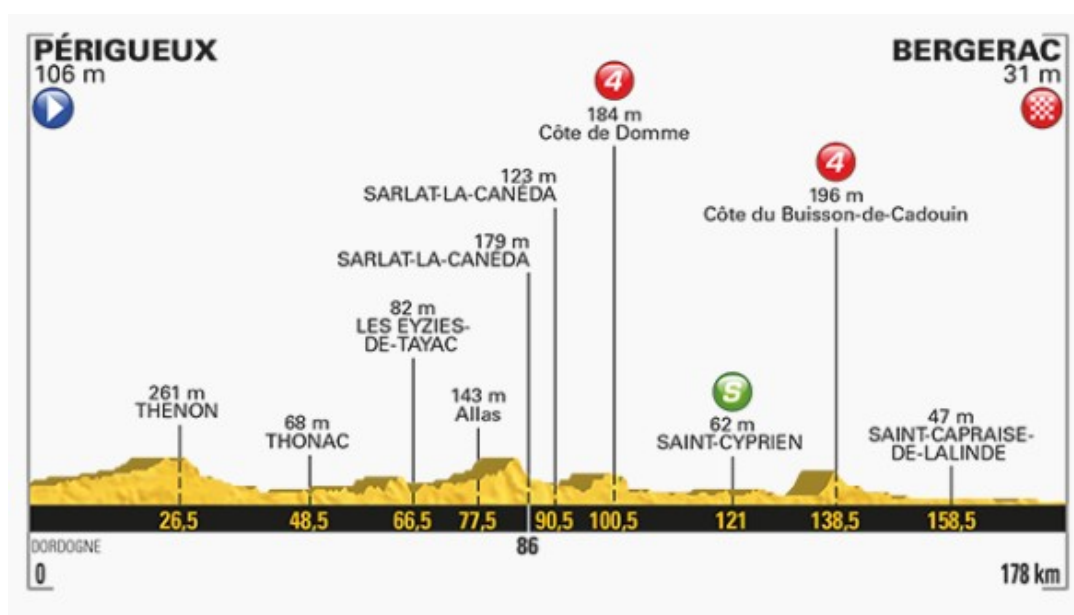 PÉRIGUEUX
106 m
BERGERAC
31 m
4
184 m
Côte de Domme
4
196 m
Côte du Buisson-de-Cadouin
123 m
SARLAT-LA-CANÉDA
179 m
SARLAT-LA-CANÉDA
82 m
LES EYZIES-
DE-TAYAC
261 m
THENON
68 m
THONAC
143 m
Allas
S
62 m
SAINT-CYPRIEN
47 m
SAINT-CAPRAISE-
DE-LALINDE
26,5 48,5 66,5 77,5 90,5 100,5 121 138,5 158,5
DORDOGNE
86
0
178 km